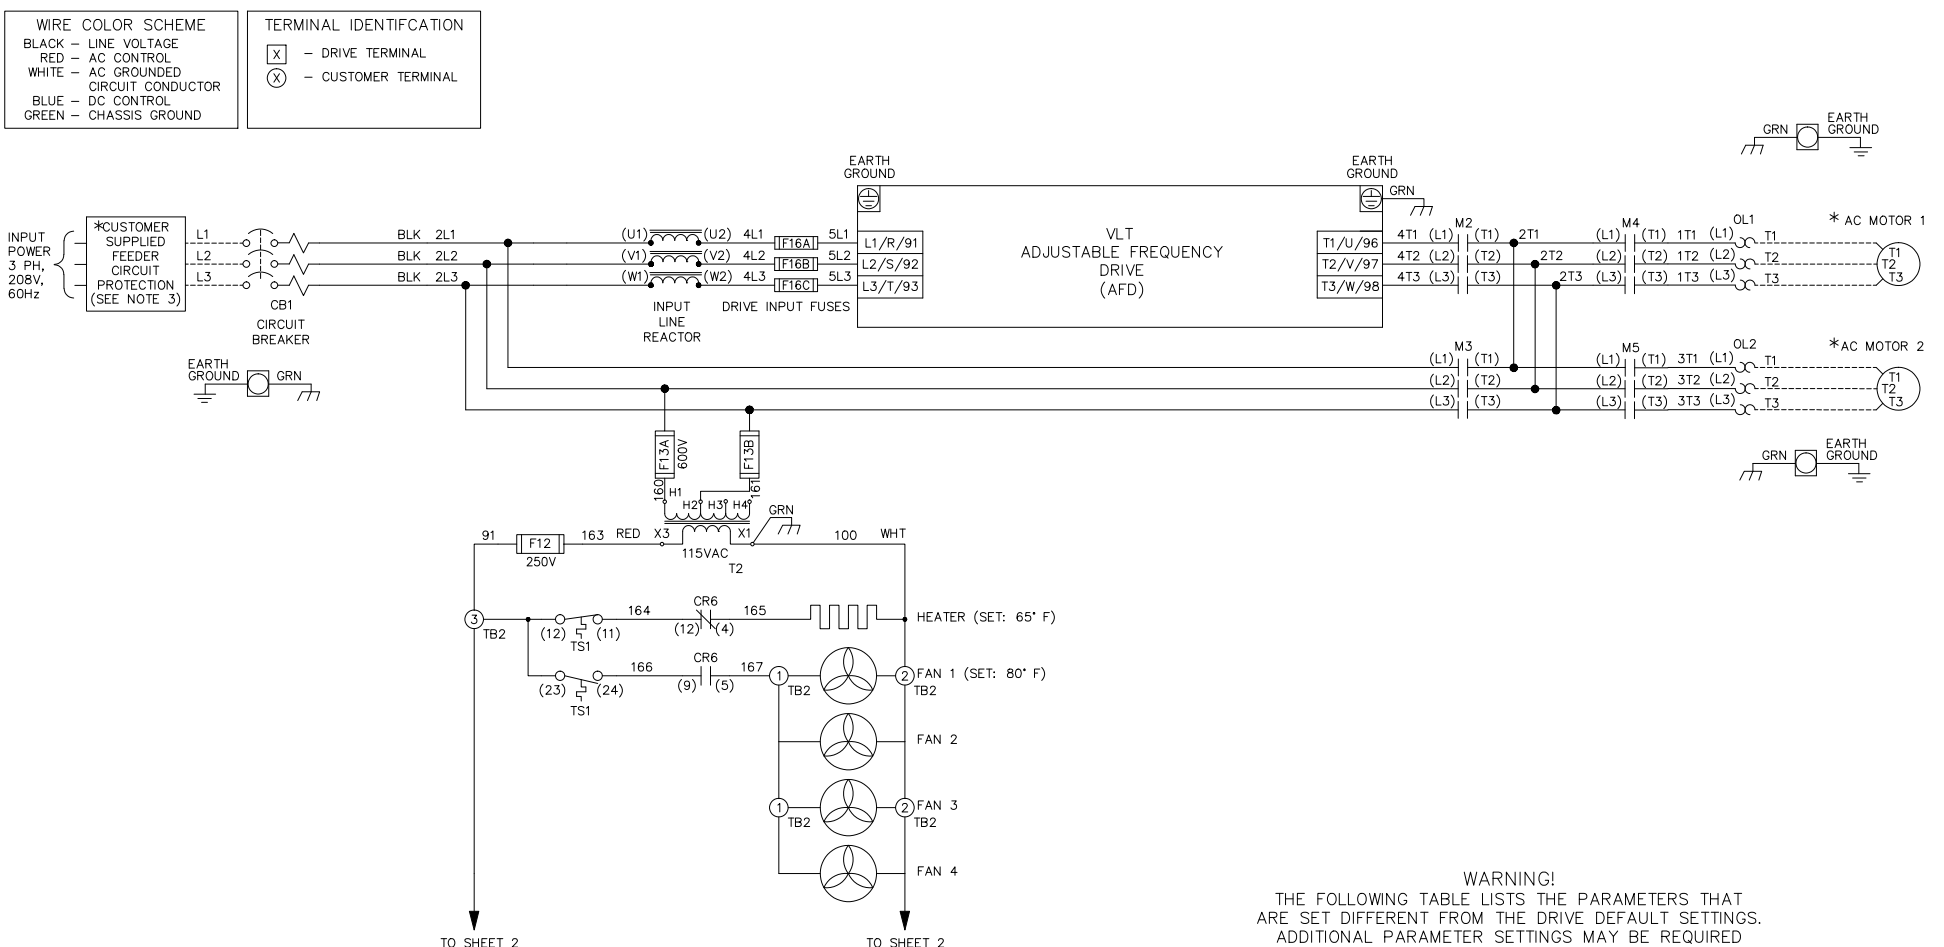 WIRE COLOR SCHEME
BLACK – LINE VOLTAGE
RED – AC CONTROL
WHITE – AC GROUNDED
CIRCUIT CONDUCTOR
BLUE – DC CONTROL
GREEN – CHASSIS GROUND
TERMINAL IDENTIFCATION
X – DRIVE TERMINAL
X – CUSTOMER TERMINAL
INPUT
POWER
3 PH,
208V,
60Hz
*CUSTOMER
SUPPLIED
FEEDER
CIRCUIT
PROTECTION
(SEE NOTE 3)
L1
L2
L3
CB1
CIRCUIT
BREAKER
EARTH
GROUND
GRN
BLK 2L1
BLK 2L2
BLK 2L3
(U1) (U2) 4L1 F16A 5L1
(V1) (V2) 4L2 F16B 5L2
(W1) (W2) 4L3 F16C 5L3
INPUT
LINE
REACTOR
DRIVE INPUT FUSES
EARTH
GROUND
L1/R/91
L2/S/92
L3/T/93
VLT
ADJUSTABLE FREQUENCY
DRIVE
(AFD)
EARTH
GROUND
GRN
T1/U/96
T2/V/97
T3/W/98
M2
4T1 (L1) (T1) 2T1
4T2 (L2) (T2) 2T2
4T3 (L3) (T3) 2T3
M4
(L1) (T1) 1T1 (L1)
(L2) (T2) 1T2 (L2)
(L3) (T3) 1T3 (L3)
OL1
T1
T2
T3
* AC MOTOR 1
T1
T2
T3
GRN
EARTH
GROUND
M3
(L1) (T1)
(L2) (T2)
(L3) (T3)
M5
(L1) (T1) 3T1 (L1)
(L2) (T2) 3T2 (L2)
(L3) (T3) 3T3 (L3)
OL2
T1
T2
T3
*AC MOTOR 2
T1
T2
T3
GRN
EARTH
GROUND
F13A
600V
F13B
160
161
H1
H2
H3
H4
GRN
91
F12
250V
163
RED
X3
X1
115VAC
T2
100
WHT
3
TB2
(12) (11)
TS1
164
CR6
(12) (4)
165
HEATER (SET: 65° F)
(23) (24)
TS1
166
CR6
(9) (5)
167
1
TB2
2
TB2
FAN 1 (SET: 80° F)
FAN 2
1
TB2
2
TB2
FAN 3
FAN 4
TO SHEET 2
TO SHEET 2
WARNING!
THE FOLLOWING TABLE LISTS THE PARAMETERS THAT
ARE SET DIFFERENT FROM THE DRIVE DEFAULT SETTINGS.
ADDITIONAL PARAMETER SETTINGS MAY BE REQUIRED